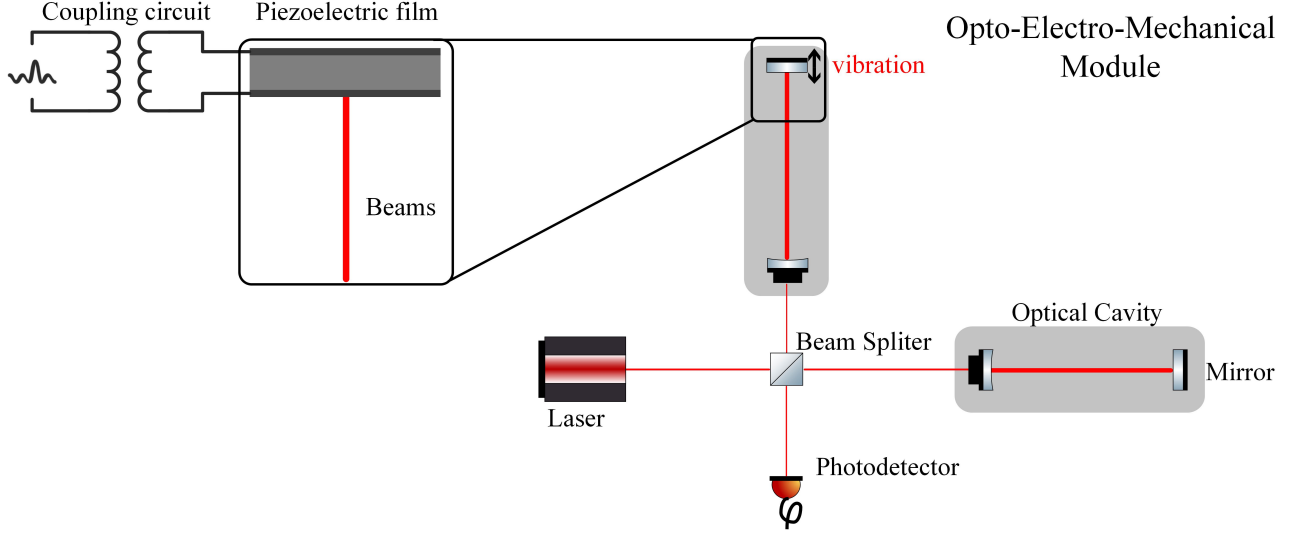 Coupling circuit
Piezoelectric film
Opto-Electro-Mechanical
Module
vibration
Beams
Optical Cavity
Beam Spliter
Mirror
Laser
Photodetector
φ